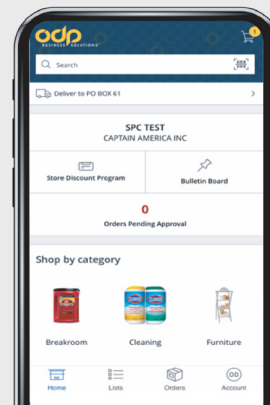 odp
BUSINESS SOLUTIONS
1
Search
Deliver to PO BOX 61
SPC TEST
CAPTAIN AMERICA INC
Store Discount Program
Bulletin Board
0
Orders Pending Approval
Shop by category
Breakroom
Cleaning
Furniture
Home
Lists
Orders
OD
Account